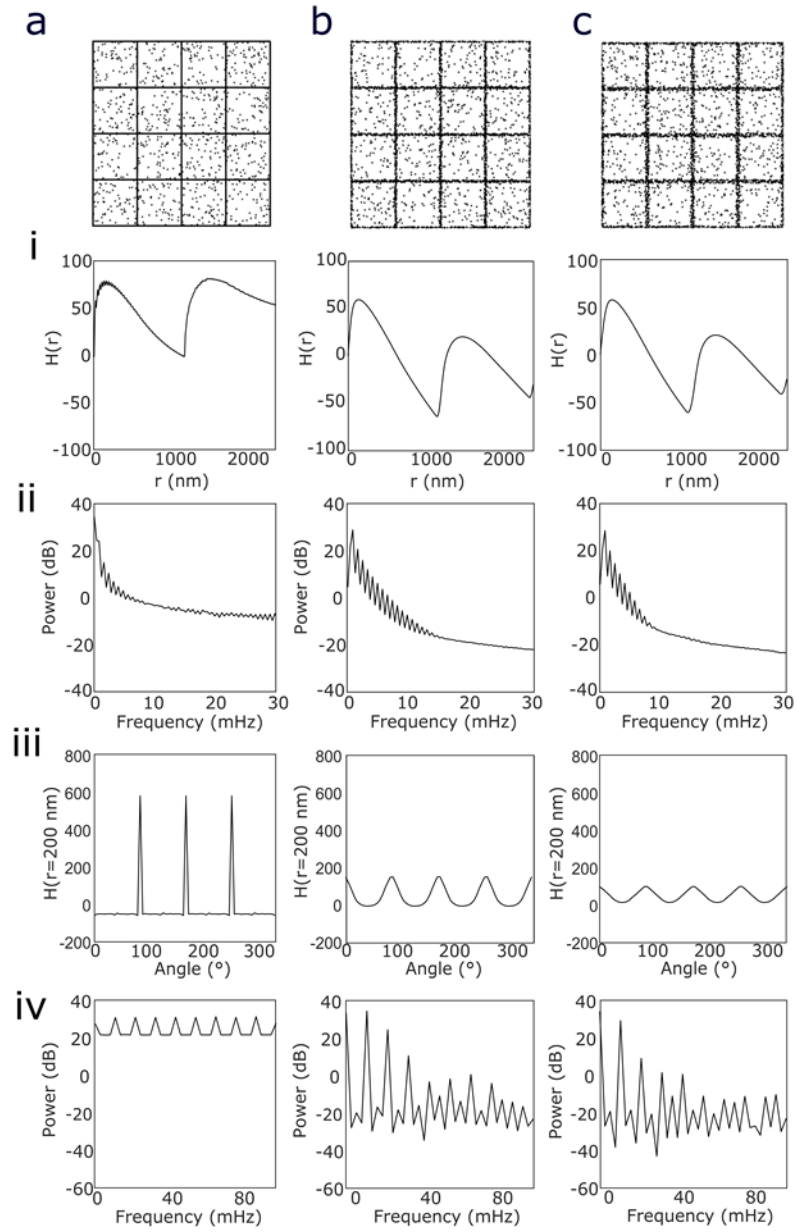 a b c
i
100 100 100
50 50 50
0 0 0
-50 -50 -50
-100 -100 -100
H(r) H(r) H(r)
0 1000 2000 0 1000 2000 0 1000 2000
r (nm) r (nm) r (nm)
ii
40 40 40
20 20 20
0 0 0
-20 -20 -20
-40 -40 -40
Power (dB) Power (dB) Power (dB)
0 10 20 30 0 10 20 30 0 10 20 30
Frequency (mHz) Frequency (mHz) Frequency (mHz)
iii
800 800 800
600 600 600
400 400 400
200 200 200
0 0 0
-200 -200 -200
H(r=200 nm) H(r=200 nm) H(r=200 nm)
0 100 200 300 0 100 200 300 0 100 200 300
Angle (°) Angle (°) Angle (°)
iv
40 40 40
20 20 20
0 0 0
-20 -20 -20
-40 -40 -40
-60 -60 -60
Power (dB) Power (dB) Power (dB)
0 40 80 0 40 80 0 40 80
Frequency (mHz) Frequency (mHz) Frequency (mHz)